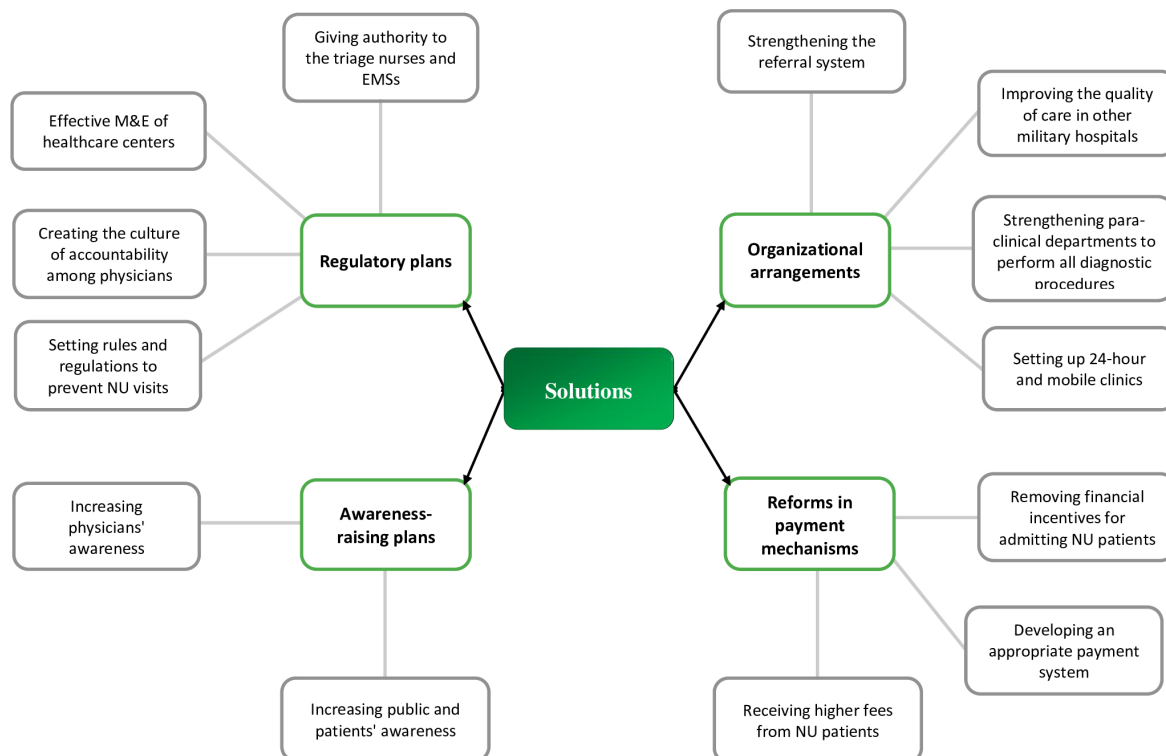 Giving authority to
the triage nurses and
EMSs
Effective M&E of
healthcare centers
Creating the culture
of accountability
among physicians
Setting rules and
regulations to
prevent NU visits
Regulatory plans
Strengthening the
referral system
Improving the quality
of care in other
military hospitals
Strengthening para-
clinical departments to
perform all diagnostic
procedures
Setting up 24-hour
and mobile clinics
Organizational
arrangements
Solutions
Increasing
physicians'
awareness
Awareness-
raising plans
Increasing public and
patients' awareness
Reforms in
payment
mechanisms
Removing financial
incentives for
admitting NU patients
Developing an
appropriate payment
system
Receiving higher fees
from NU patients